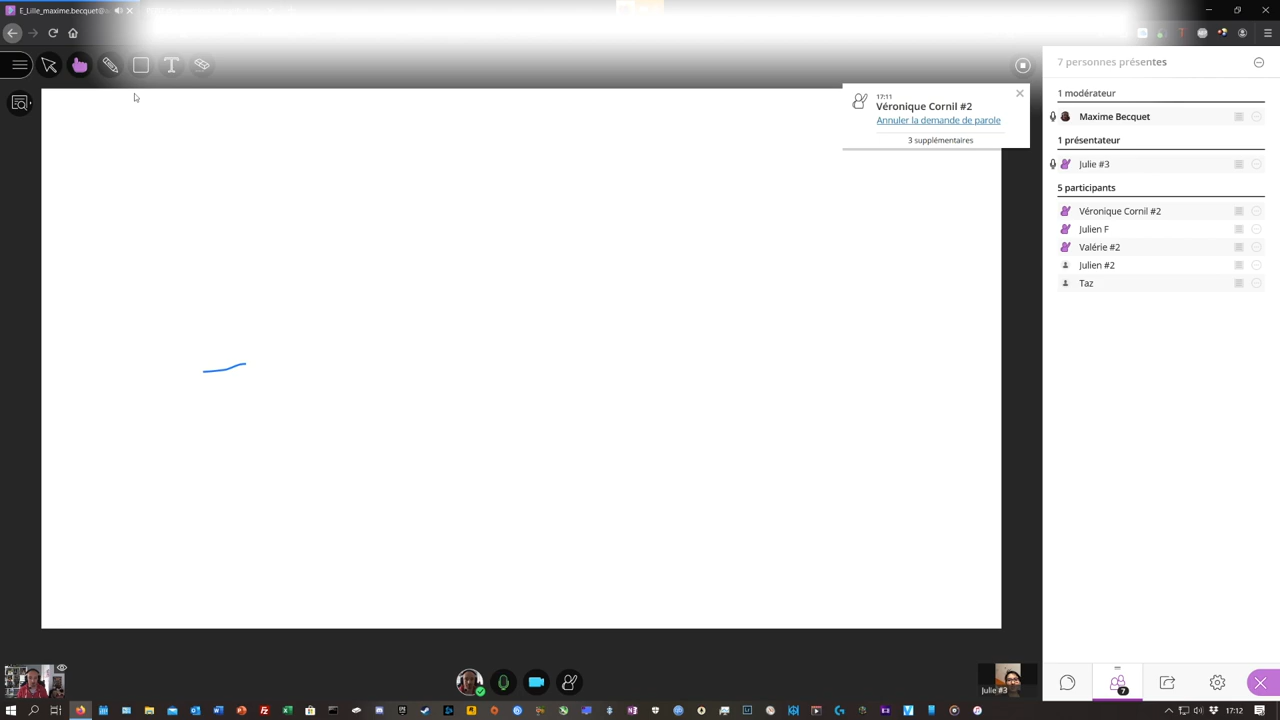 E_Lille_maxime.becquet@
7 personnes présentes
17:11
Véronique Cornil #2
Annuler la demande de parole
3 supplémentaires
1 modérateur
Maxime Becquet
1 présentateur
Julie #3
5 participants
Véronique Cornil #2
Julien F
Valérie #2
Julien #2
Taz
Julie #3
7
17:12